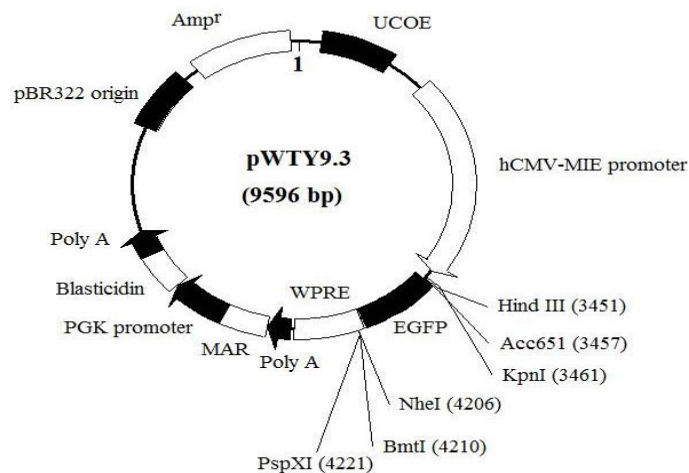 Ampʳ
UCOE
1
pBR322 origin
pWTY9.3
(9596 bp)
hCMV-MIE promoter
Poly A
Blasticidin
PGK promoter
MAR
Poly A
WPRE
EGFP
Hind III (3451)
Acc651 (3457)
KpnI (3461)
NheI (4206)
BmtI (4210)
PspXI (4221)